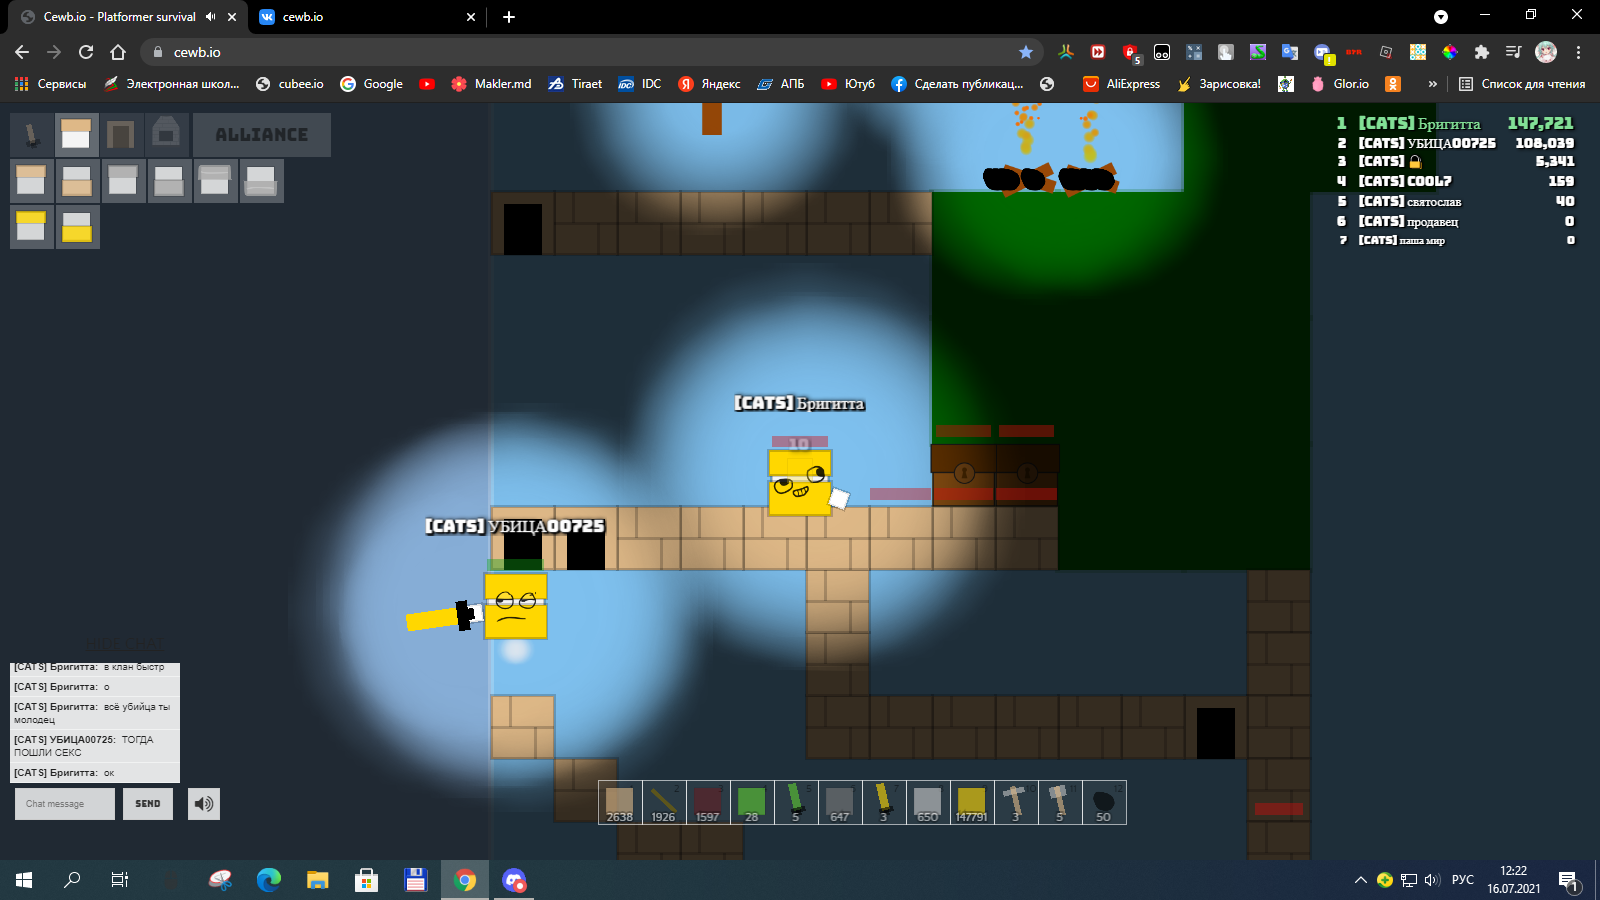 Cewb.io - Platformer survival
cewb.io
cewb.io
5
Сервисы
Электронная школ...
cubee.io
Google
Makler.md
Tiraet
IDC
Яндекс
АПБ
Ютуб
Сделать публикац...
AliExpress
Зарисовка!
Glor.io
»
Список для чтения
ALLIANCE
1 [CATS] Бригитта 147,721
2 [CATS] УБИЦА00725 108,039
3 [CATS] 🔒 5,341
4 [CATS] COOL7 159
5 [CATS] святослав 40
6 [CATS] продавец 0
7 [CATS] паша мир 0
[CATS] Бригитта
10
[CATS] УБИЦА00725
[CATS] Бригитта: в клан быстр
[CATS] Бригитта: о
[CATS] Бригитта: всё убийца ты
молодец
[CATS] УБИЦА00725: ТОГДА
ПОШЛИ СЕКС
[CATS] Бригитта: ок
Chat message
SEND
2638
1926
1597
28
5
647
3
650
147791
3
5
50
РУС
12:22
16.07.2021
1